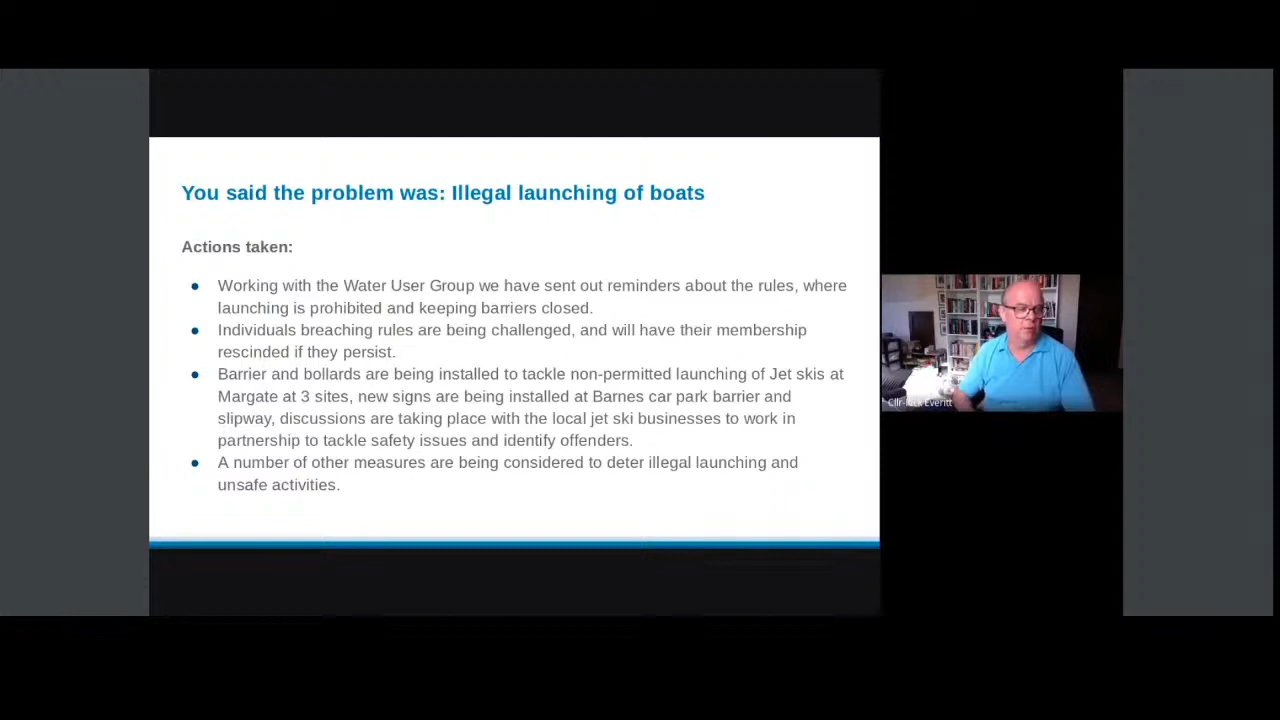 You said the problem was: Illegal launching of boats
Actions taken:
● Working with the Water User Group we have sent out reminders about the rules, where
launching is prohibited and keeping barriers closed.
● Individuals breaching rules are being challenged, and will have their membership
rescinded if they persist.
● Barrier and bollards are being installed to tackle non-permitted launching of Jet skis at
Margate at 3 sites, new signs are being installed at Barnes car park barrier and
slipway, discussions are taking place with the local jet ski businesses to work in
partnership to tackle safety issues and identify offenders.
● A number of other measures are being considered to deter illegal launching and
unsafe activities.
Cllr-Rick Everitt